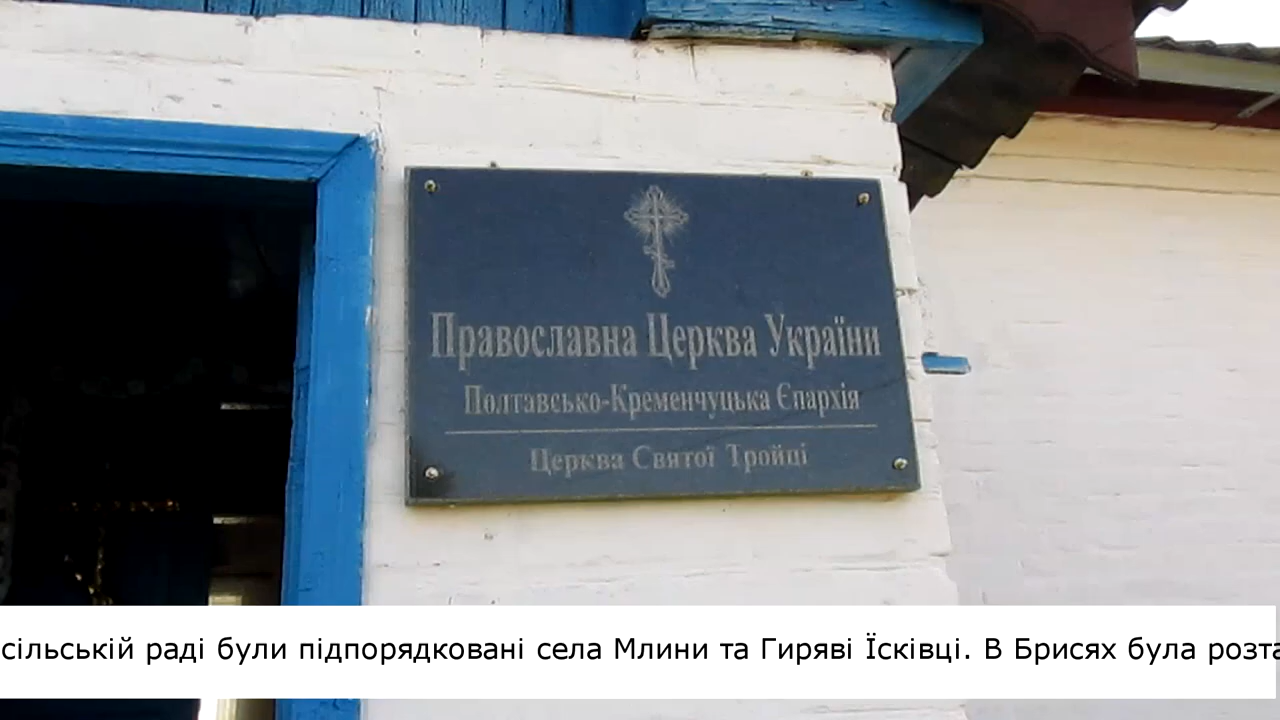 Православна Церква України
Полтавсько-Кременчуцька Єпархія
Церква Святої Тройці
сільській раді були підпорядковані села Млини та Гиряві Їсківці. В Брисях була розта